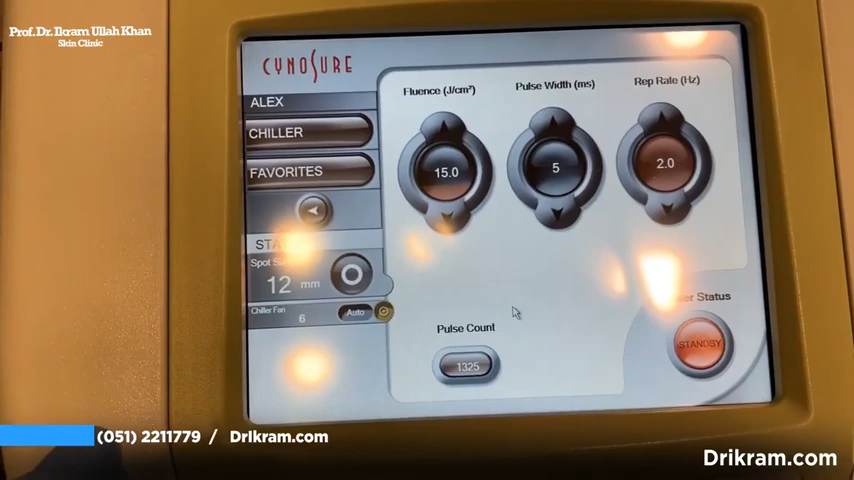 Prof. Dr. Ikram Ullah Khan
Skin Clinic
CYNOSURE
ALEX
CHILLER
FAVORITES
Spot
12 mm
Chiller Fan
6 Auto
Fluence (J/cm²)
15.0
Pulse Width (ms)
5
Rep Rate (Hz)
2.0
Pulse Count
1325
Status
STANDBY
(051) 2211779 / DrIkram.com
Drikram.com